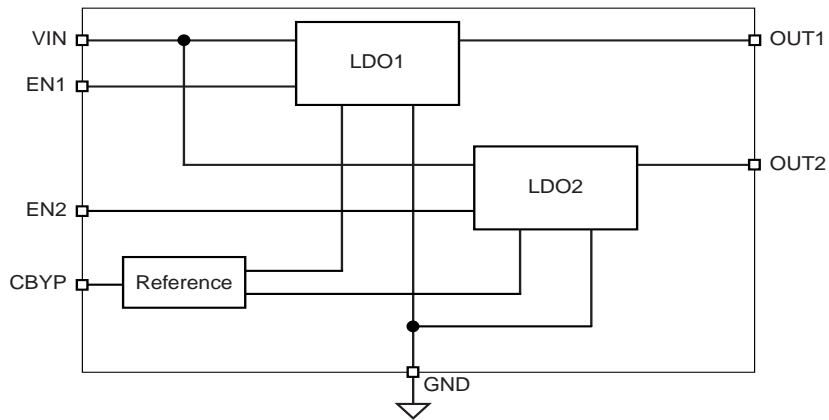 VIN
LDO1
OUT1
EN1
LDO2
OUT2
EN2
CBYP
Reference
GND